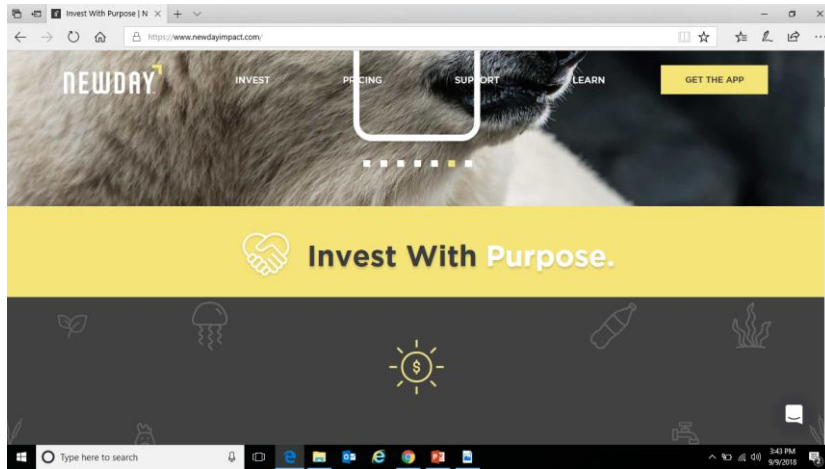 Invest With Purpose | N
https://www.newdayimpact.com/
NEWDAY
INVEST
PRICING
SUPPORT
LEARN
GET THE APP
Invest With Purpose.
$
Type here to search
3:43 PM
9/9/2018